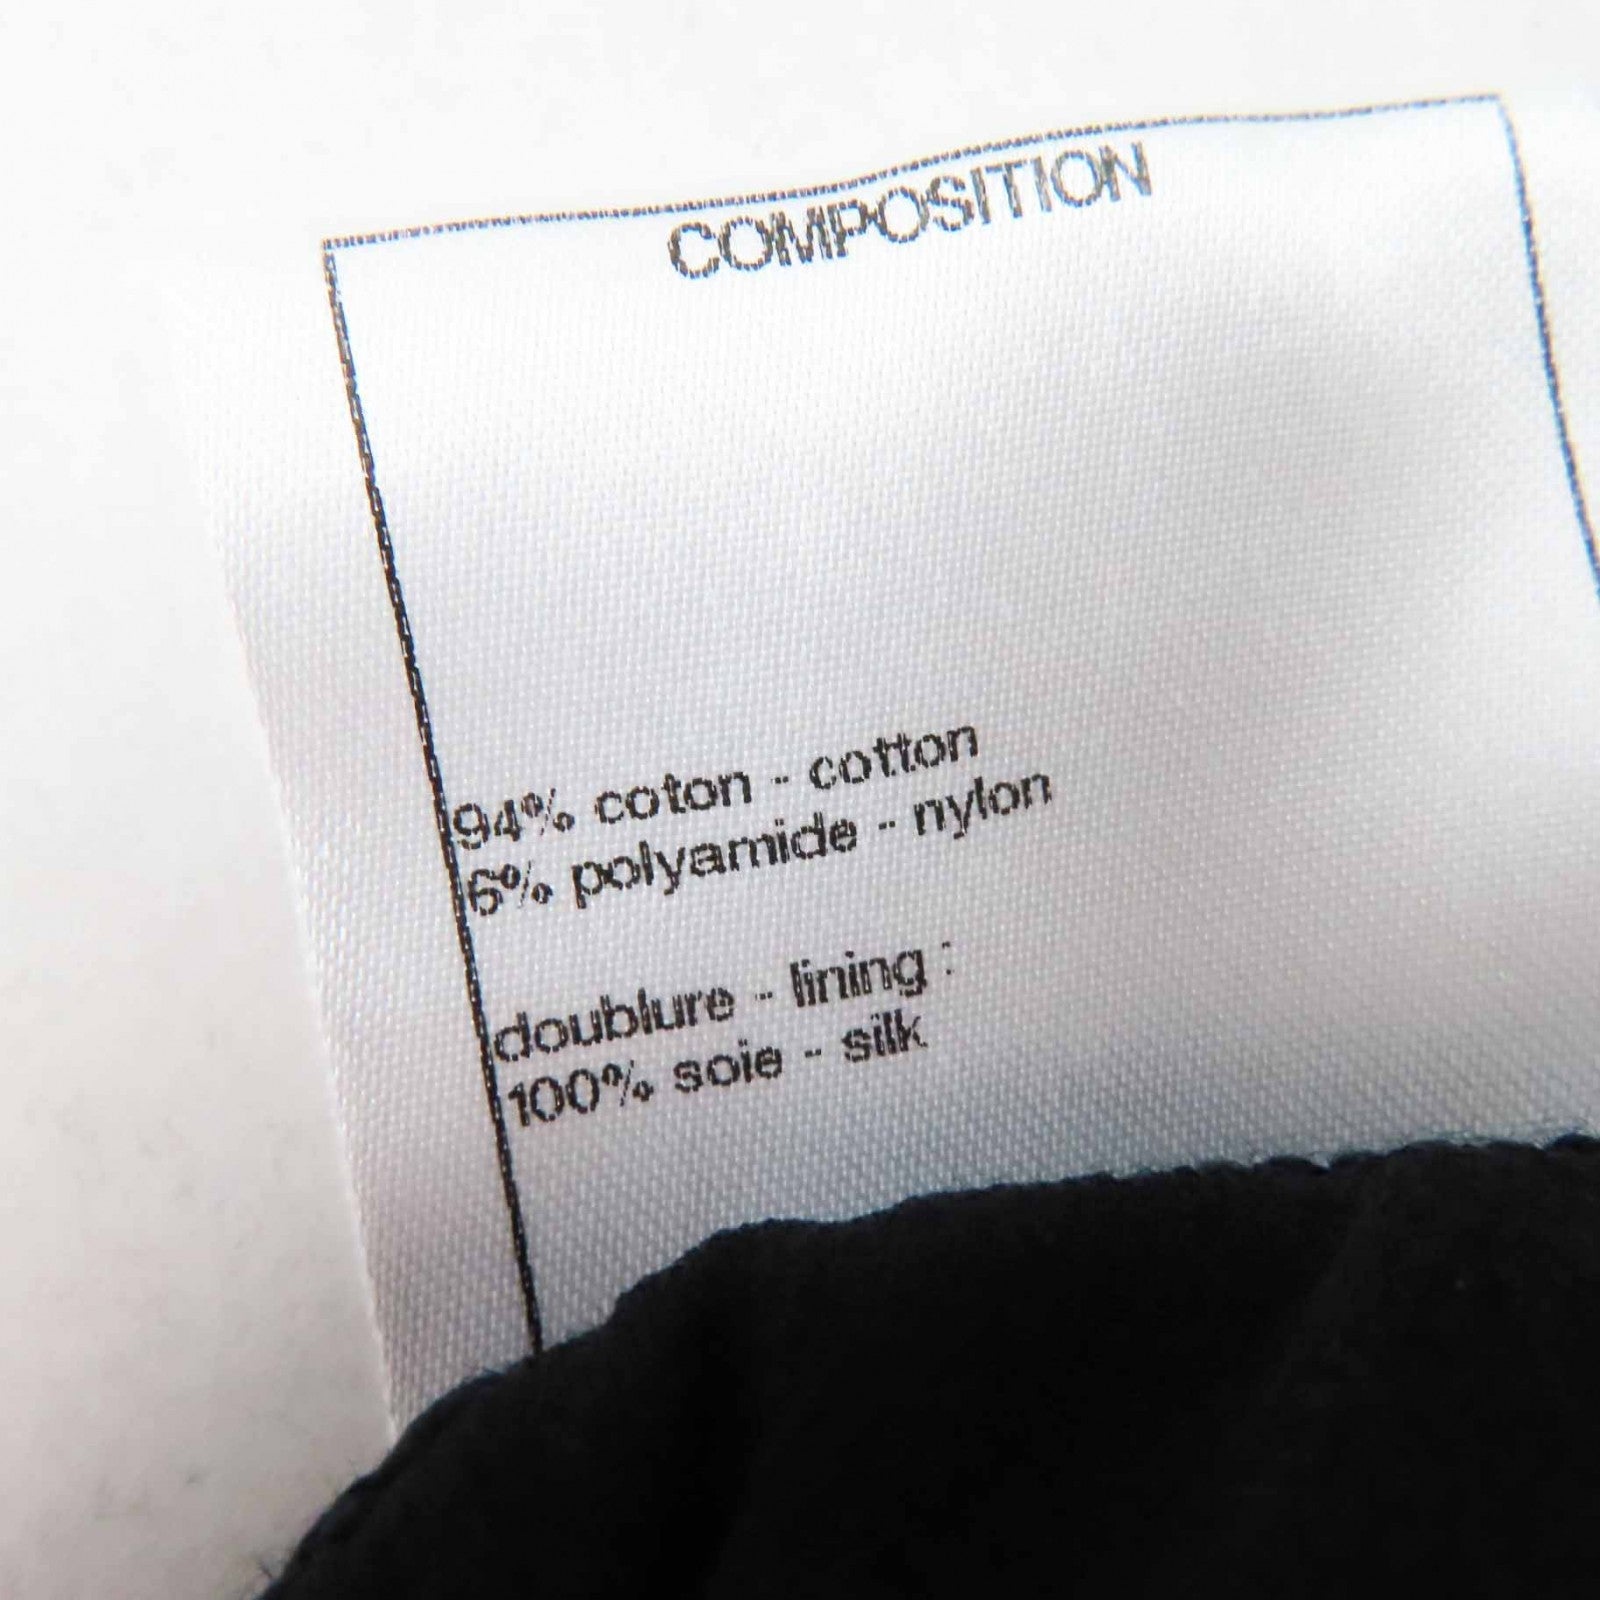 COMPOSITION
94% coton - cotton
6% polyamide - nylon
doublure - lining :
100% soie - silk